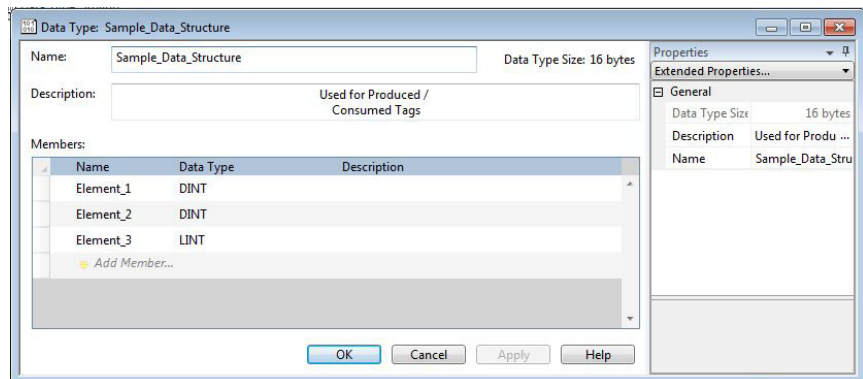 Data Type: Sample_Data_Structure
Name:
Sample_Data_Structure
Data Type Size: 16 bytes
Description:
Used for Produced /
Consumed Tags
Members:
Name Data Type Description
Element_1 DINT
Element_2 DINT
Element_3 LINT
Add Member...
OK Cancel Apply Help
Properties
Extended Properties...
General
Data Type Size 16 bytes
Description Used for Produ ...
Name Sample_Data_Stru